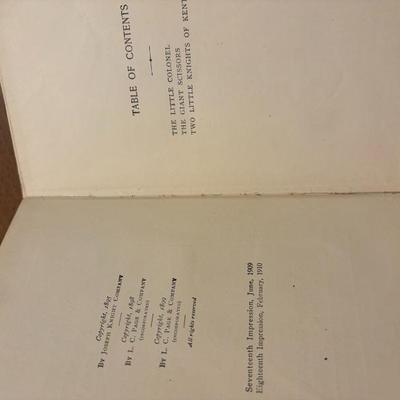 Copyright, 1895
BY JOSEPH KNIGHT COMPANY
Copyright, 1898
BY L. C. PAGE & COMPANY
(INCORPORATED)
Copyright, 1899
BY L. C. PAGE & COMPANY
(INCORPORATED)
All rights reserved
Seventeenth Impression, June, 1909
Eighteenth Impression, February, 1910
TABLE OF CONTENTS
THE LITTLE COLONEL
THE GIANT SCISSORS
TWO LITTLE KNIGHTS OF KENT